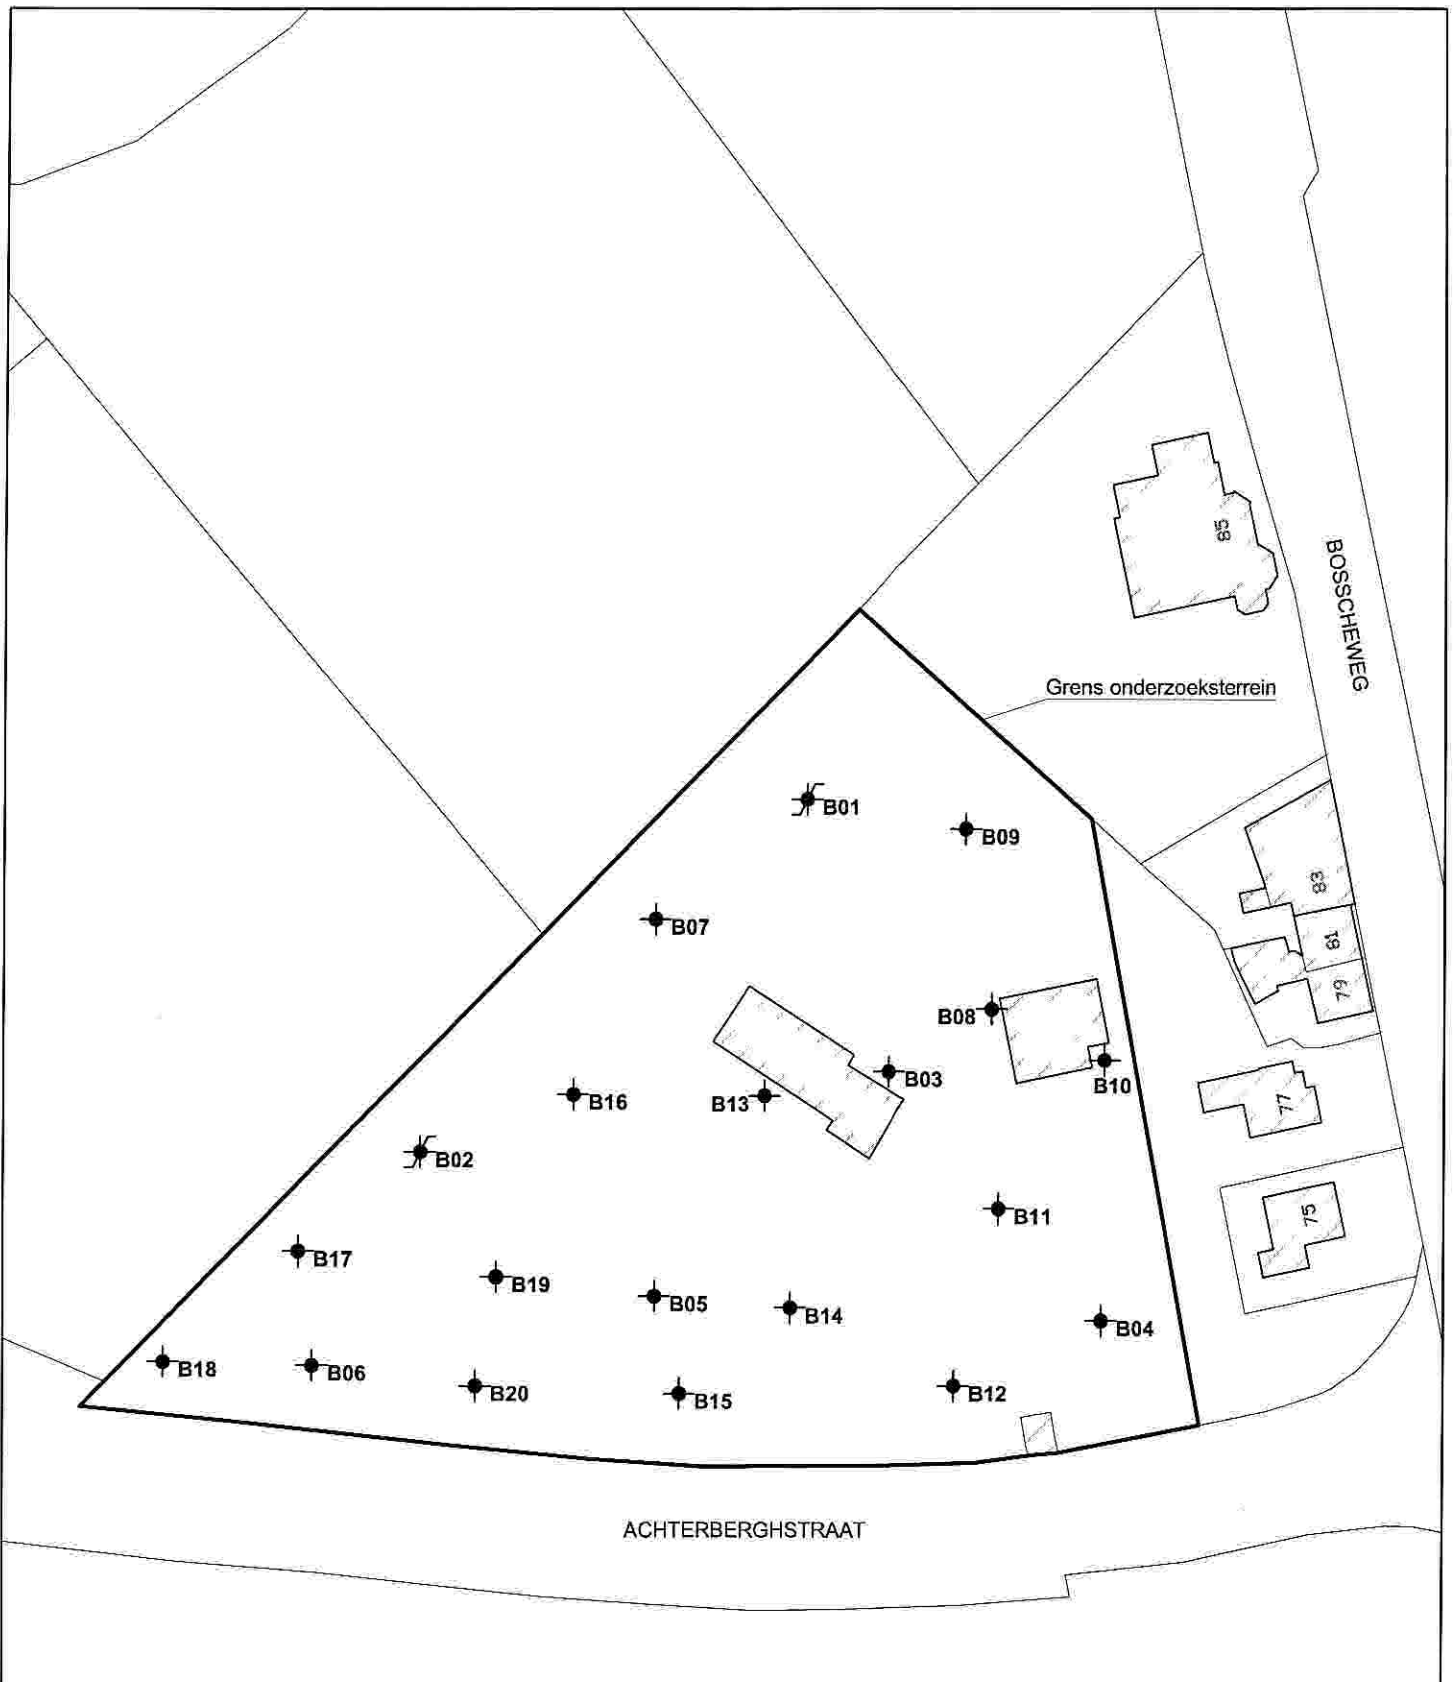 85
BOSSCHEWEG
Grens onderzoeksterrein
B01
B09
83
B07
81
79
B08
B03
B10
B13
B16
77
B02
B11
75
B17
B19
B05
B14
B04
B18
B06
B20
B15
B12
ACHTERBERGHSTRAAT